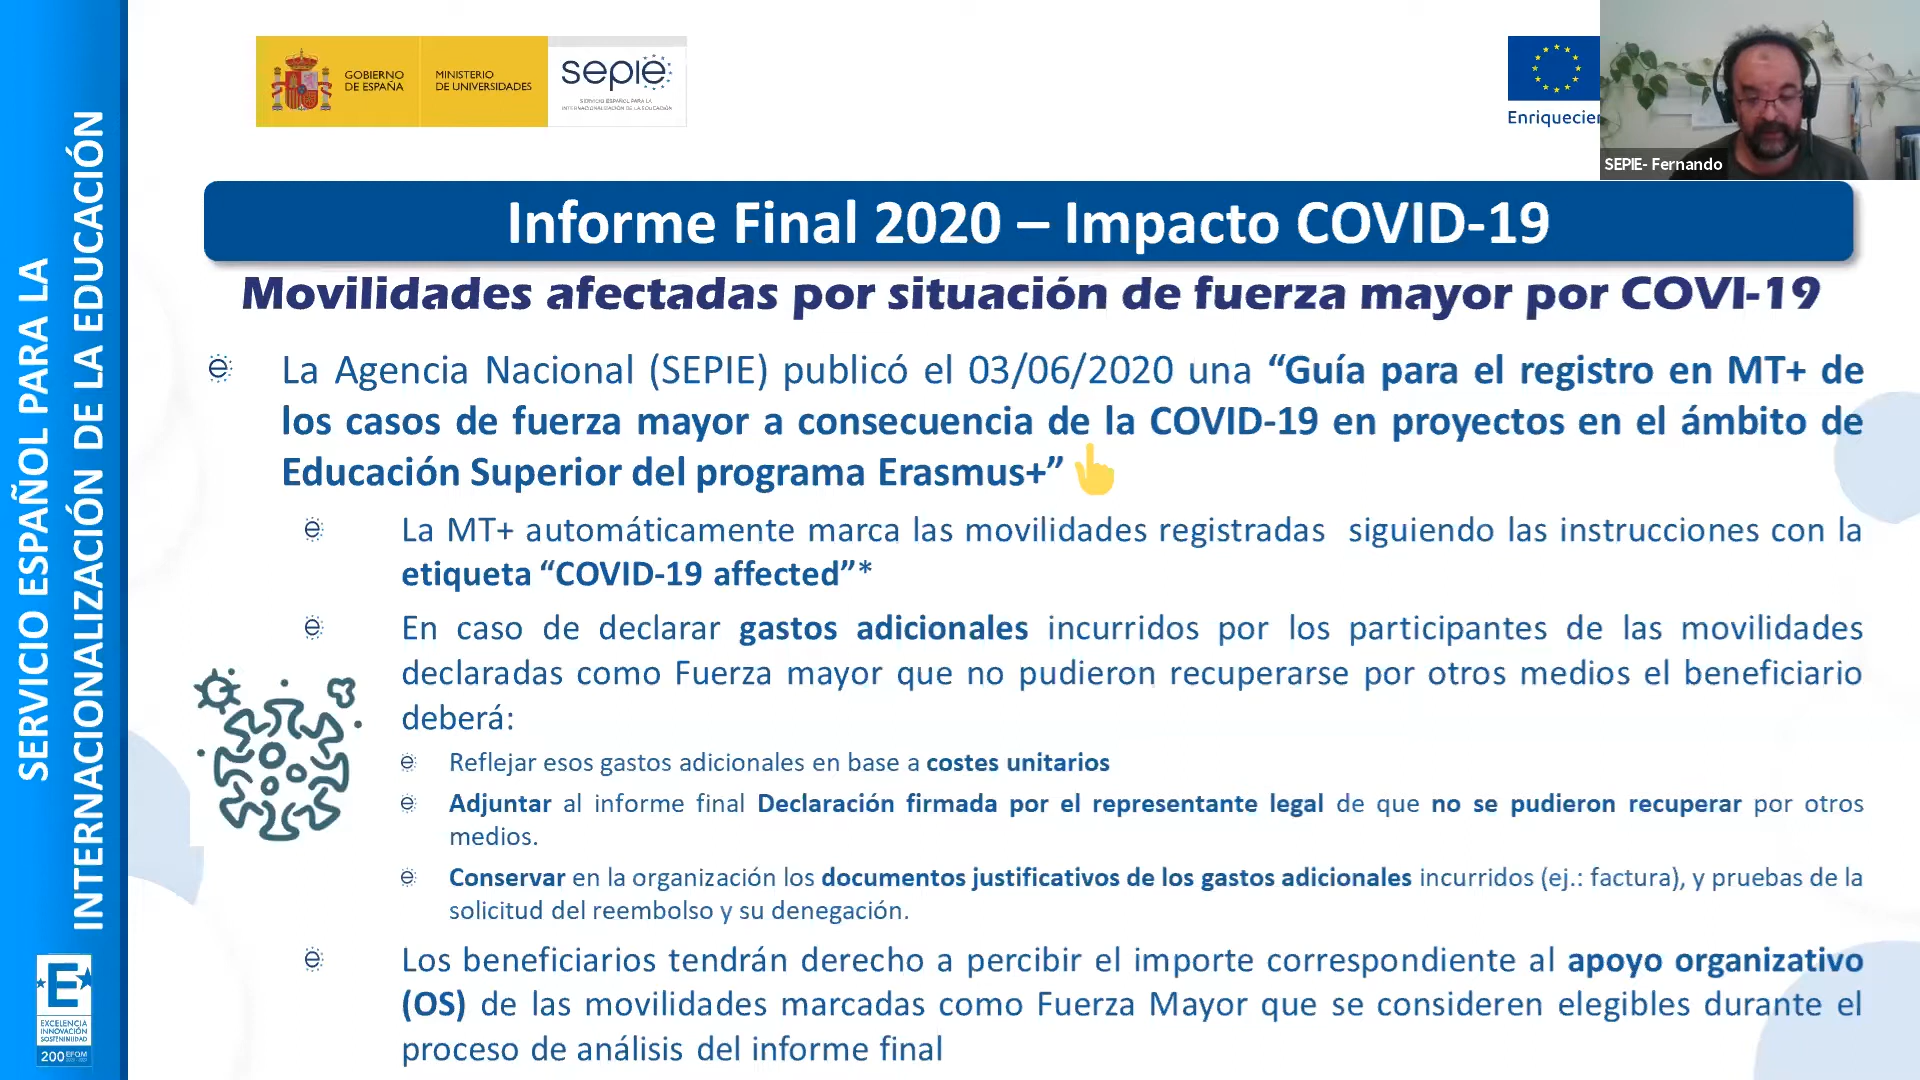 SERVICIO ESPAÑOL PARA LA
INTERNACIONALIZACIÓN DE LA EDUCACIÓN
GOBIERNO
DE ESPAÑA
MINISTERIO
DE UNIVERSIDADES
sepie
SERVICIO ESPAÑOL PARA LA
INTERNACIONALIZACIÓN DE LA EDUCACIÓN
Enriquecien
SEPIE- Fernando
Informe Final 2020 – Impacto COVID-19
Movilidades afectadas por situación de fuerza mayor por COVI-19
La Agencia Nacional (SEPIE) publicó el 03/06/2020 una “Guía para el registro en MT+ de
los casos de fuerza mayor a consecuencia de la COVID-19 en proyectos en el ámbito de
Educación Superior del programa Erasmus+”
La MT+ automáticamente marca las movilidades registradas siguiendo las instrucciones con la
etiqueta “COVID-19 affected”*
En caso de declarar gastos adicionales incurridos por los participantes de las movilidades
declaradas como Fuerza mayor que no pudieron recuperarse por otros medios el beneficiario
deberá:
Reflejar esos gastos adicionales en base a costes unitarios
Adjuntar al informe final Declaración firmada por el representante legal de que no se pudieron recuperar por otros
medios.
Conservar en la organización los documentos justificativos de los gastos adicionales incurridos (ej.: factura), y pruebas de la
solicitud del reembolso y su denegación.
Los beneficiarios tendrán derecho a percibir el importe correspondiente al apoyo organizativo
(OS) de las movilidades marcadas como Fuerza Mayor que se consideren elegibles durante el
proceso de análisis del informe final
E
EXCELENCIA
INNOVACIÓN
SOSTENIBILIDAD
200 EFQM